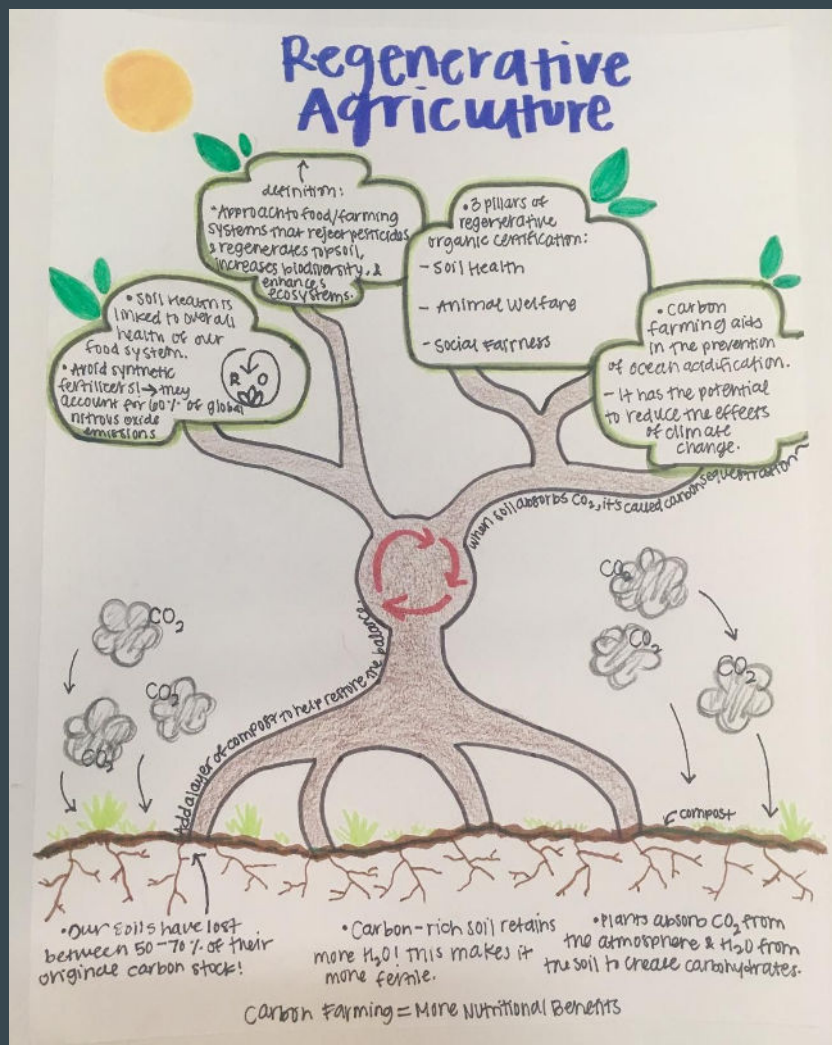 Regenerative
Agriculture
definition:
•Approach to food/farming
systems that reject pesticides
& regenerates topsoil,
increases biodiversity, &
enhances
ecosystems.
•3 pillars of
regenerative
organic certification:
- Soil Health
- Animal Welfare
- Social Fairness
• Soil Health is
linked to overall
health of our
food system.
• Avoid synthetic
fertilizers! → they
account for 60% of global
nitrous oxide
emissions
R O
• Carbon
farming aids
in the prevention
of ocean acidification.
- It has the potential
to reduce the effects
of climate
change.
when soil absorbs CO₂, it's called carbon sequestration~
Add a layer of compost to help restore the balance!
CO₂
CO₂
CO₂
CO₂
CO₂
CO₂
compost
•Our soils have lost
between 50-70% of their
originale carbon stock!
•Carbon-rich soil retains
more H₂O! This makes it
more fertile.
•Plants absorb CO₂ from
the atmosphere & H₂O from
the soil to create carbohydrates.
Carbon Farming = More Nutritional Benefits